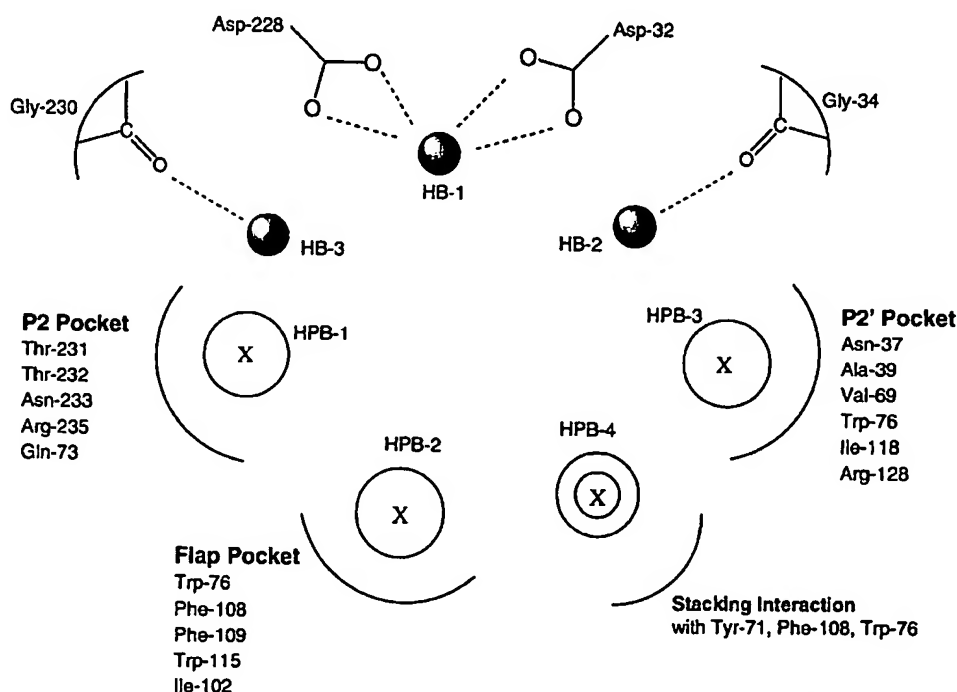 Asp-228
Asp-32
O
O
O
O
Gly-230
Gly-34
C
O
C
O
HB-1
HB-3
HB-2
P2 Pocket
Thr-231
Thr-232
Asn-233
Arg-235
Gln-73
HPB-1
X
HPB-3
X
P2' Pocket
Asn-37
Ala-39
Val-69
Trp-76
Ile-118
Arg-128
HPB-2
X
HPB-4
X
Flap Pocket
Trp-76
Phe-108
Phe-109
Trp-115
Ile-102
Stacking Interaction
with Tyr-71, Phe-108, Trp-76